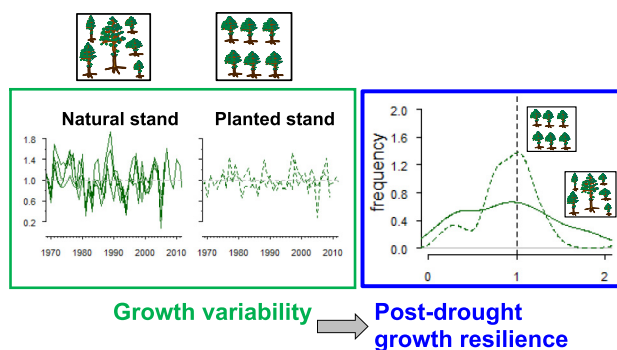 Natural stand
Planted stand
1.8
1.4
1.0
0.6
0.2
1970 1980 1990 2000 2010
1970 1980 1990 2000 2010
frequency
2.0
1.6
1.2
0.8
0.4
0.0
0 1 2
Growth variability
Post-drought
growth resilience